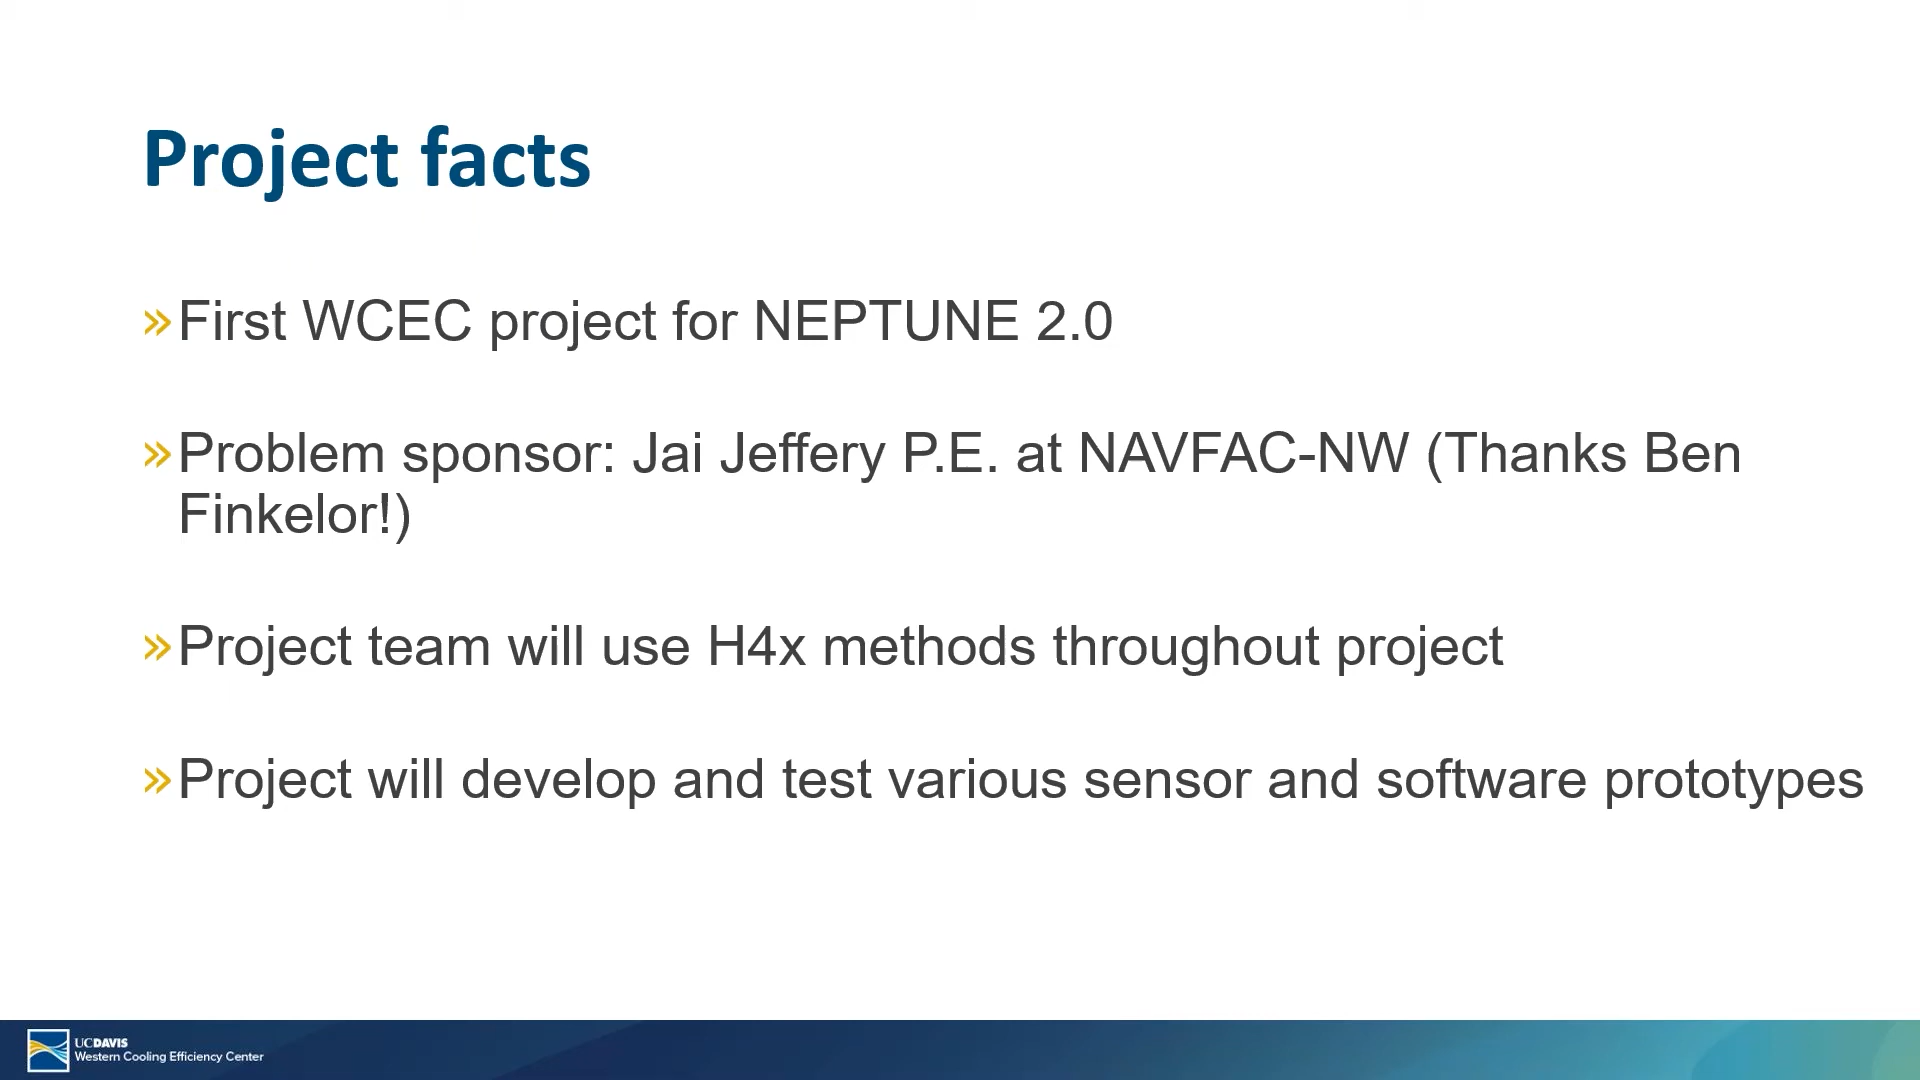 Project facts
» First WCEC project for NEPTUNE 2.0
» Problem sponsor: Jai Jeffery P.E. at NAVFAC-NW (Thanks Ben
Finkelor!)
» Project team will use H4x methods throughout project
» Project will develop and test various sensor and software prototypes
UCDAVIS
Western Cooling Efficiency Center